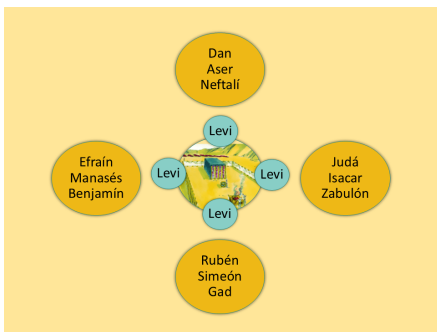 Dan
Aser
Neftalí
Levi
Efraín
Manasés
Benjamín
Levi
Levi
Judá
Isacar
Zabulón
Levi
Rubén
Simeón
Gad